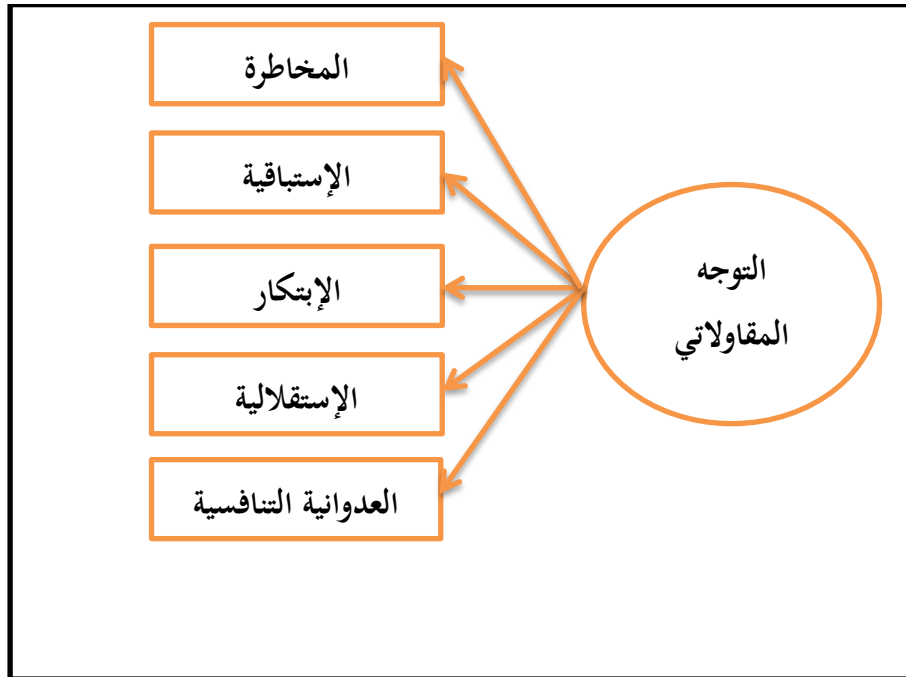 المخاطرة
الإستباقية
التوجه
المقاولاتي
الإبتكار
الإستقلالية
العدوانية التنافسية